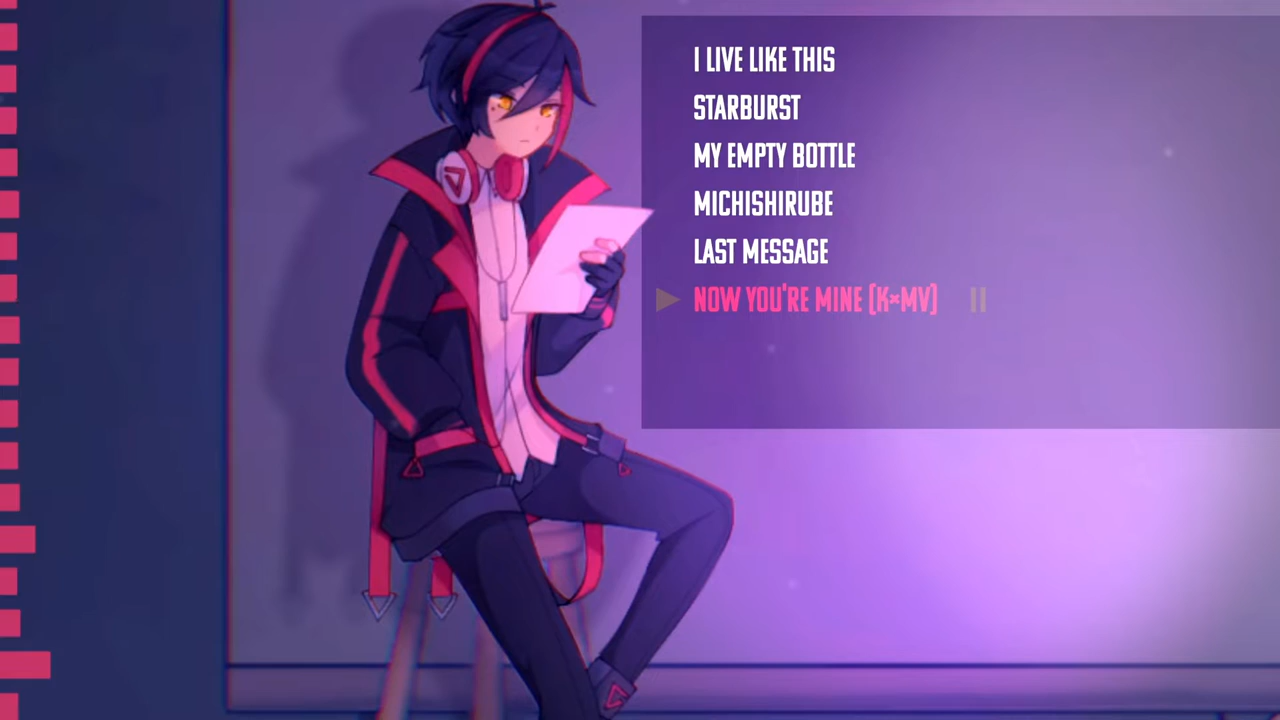 I LIVE LIKE THIS
STARBURST
MY EMPTY BOTTLE
MICHISHIRUBE
LAST MESSAGE
NOW YOU'RE MINE [K×MV]